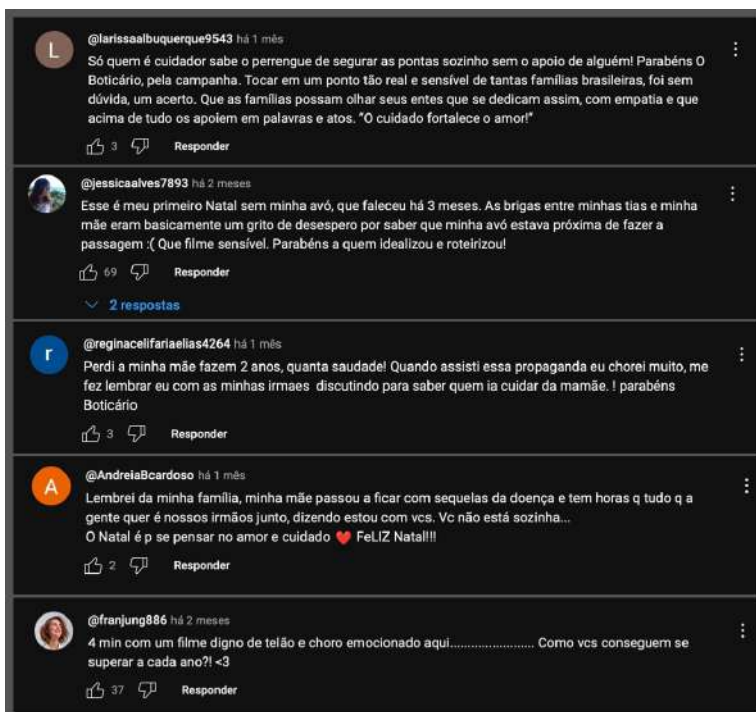 L
@larissaalbuquerque9543 há 1 mês
Só quem é cuidador sabe o perrengue de segurar as pontas sozinho sem o apoio de alguém! Parabéns O
Boticário, pela campanha. Tocar em um ponto tão real e sensível de tantas famílias brasileiras, foi sem
dúvida, um acerto. Que as famílias possam olhar seus entes que se dedicam assim, com empatia e que
acima de tudo os apoiem em palavras e atos. "O cuidado fortalece o amor!"
3 Responder
@jessicaalves7893 há 2 meses
Esse é meu primeiro Natal sem minha avó, que faleceu há 3 meses. As brigas entre minhas tias e minha
mãe eram basicamente um grito de desespero por saber que minha avó estava próxima de fazer a
passagem :( Que filme sensível. Parabéns a quem idealizou e roteirizou!
69 Responder
2 respostas
r
@reginacelifariaelias4264 há 1 mês
Perdi a minha mãe fazem 2 anos, quanta saudade! Quando assisti essa propaganda eu chorei muito, me
fez lembrar eu com as minhas irmaes discutindo para saber quem ia cuidar da mamãe. ! parabéns
Boticário
3 Responder
A
@AndreiaBcardoso há 1 mês
Lembrei da minha família, minha mãe passou a ficar com sequelas da doença e tem horas q tudo q a
gente quer é nossos irmãos junto, dizendo estou com vcs. Vc não está sozinha...
O Natal é p se pensar no amor e cuidado ❤️ FeLIZ Natal!!!
2 Responder
@franjung886 há 2 meses
4 min com um filme digno de telão e choro emocionado aqui........................ Como vcs conseguem se
superar a cada ano?! <3
37 Responder